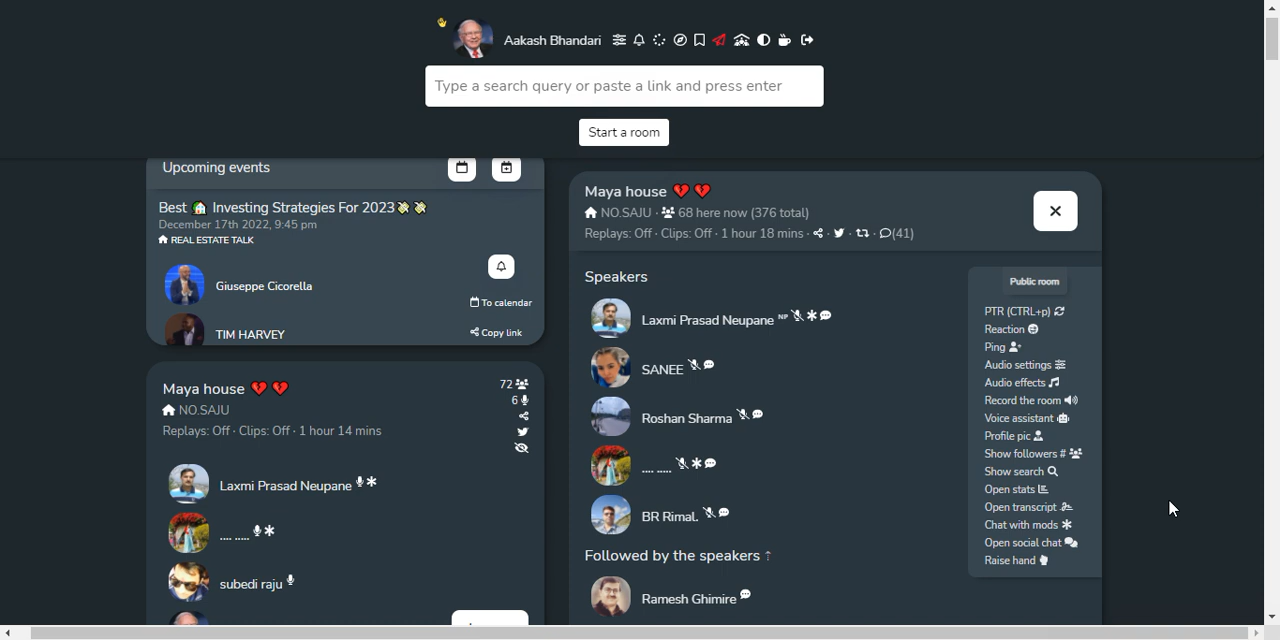 Aakash Bhandari
Type a search query or paste a link and press enter
Start a room
Upcoming events
Best Investing Strategies For 2023
December 17th 2022, 9:45 pm
REAL ESTATE TALK
Giuseppe Cicorella
To calendar
TIM HARVEY
Copy link
Maya house
NO.SAJU
Replays: Off · Clips: Off · 1 hour 14 mins
72
6
Laxmi Prasad Neupane
.... .....
subedi raju
Maya house
NO.SAJU · 68 here now (376 total)
Replays: Off · Clips: Off · 1 hour 18 mins · · · · (41)
Speakers
Laxmi Prasad Neupane NP
SANEE
Roshan Sharma
.... .....
BR Rimal.
Followed by the speakers ↑
Ramesh Ghimire
Public room
PTR (CTRL+p)
Reaction
Ping
Audio settings
Audio effects
Record the room
Voice assistant
Profile pic
Show followers #
Show search
Open stats
Open transcript
Chat with mods
Open social chat
Raise hand